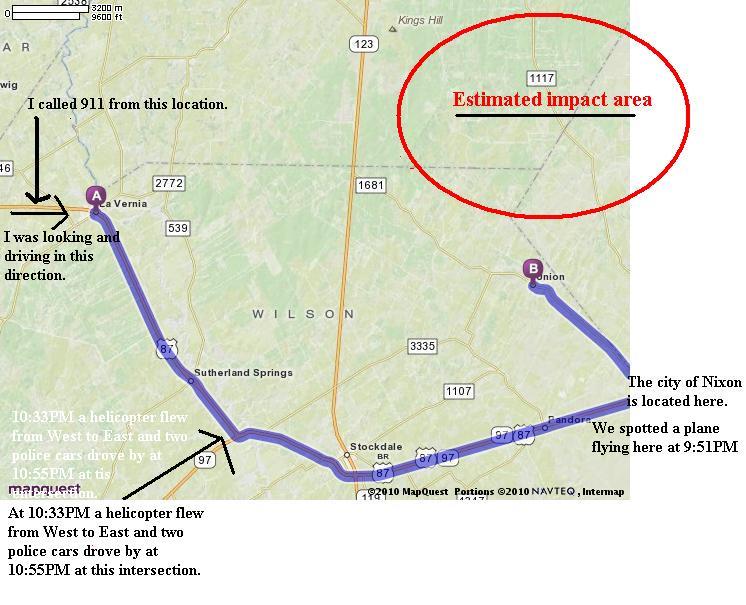 12538
3200 m
0
9600 ft
Kings Hill
123
AR
wig
1117
Estimated impact area
I called 911 from this location.
46
2772
1681
A
La Vernia
539
I was looking and
driving in this
direction.
B
Union
WILSON
87
3335
Sutherland Springs
1107
The city of Nixon
is located here.
10:33PM a helicopter flew
from West to East and two
police cars drove by at
10:55PM at tis
intersection.
97
Stockdale
BR
87
87
97
97
87
Pandora
We spotted a plane
flying here at 9:51PM
mapquest
119
1347
©2010 MapQuest Portions ©2010 NAVTEQ, Intermap
At 10:33PM a helicopter flew
from West to East and two
police cars drove by at
10:55PM at this intersection.